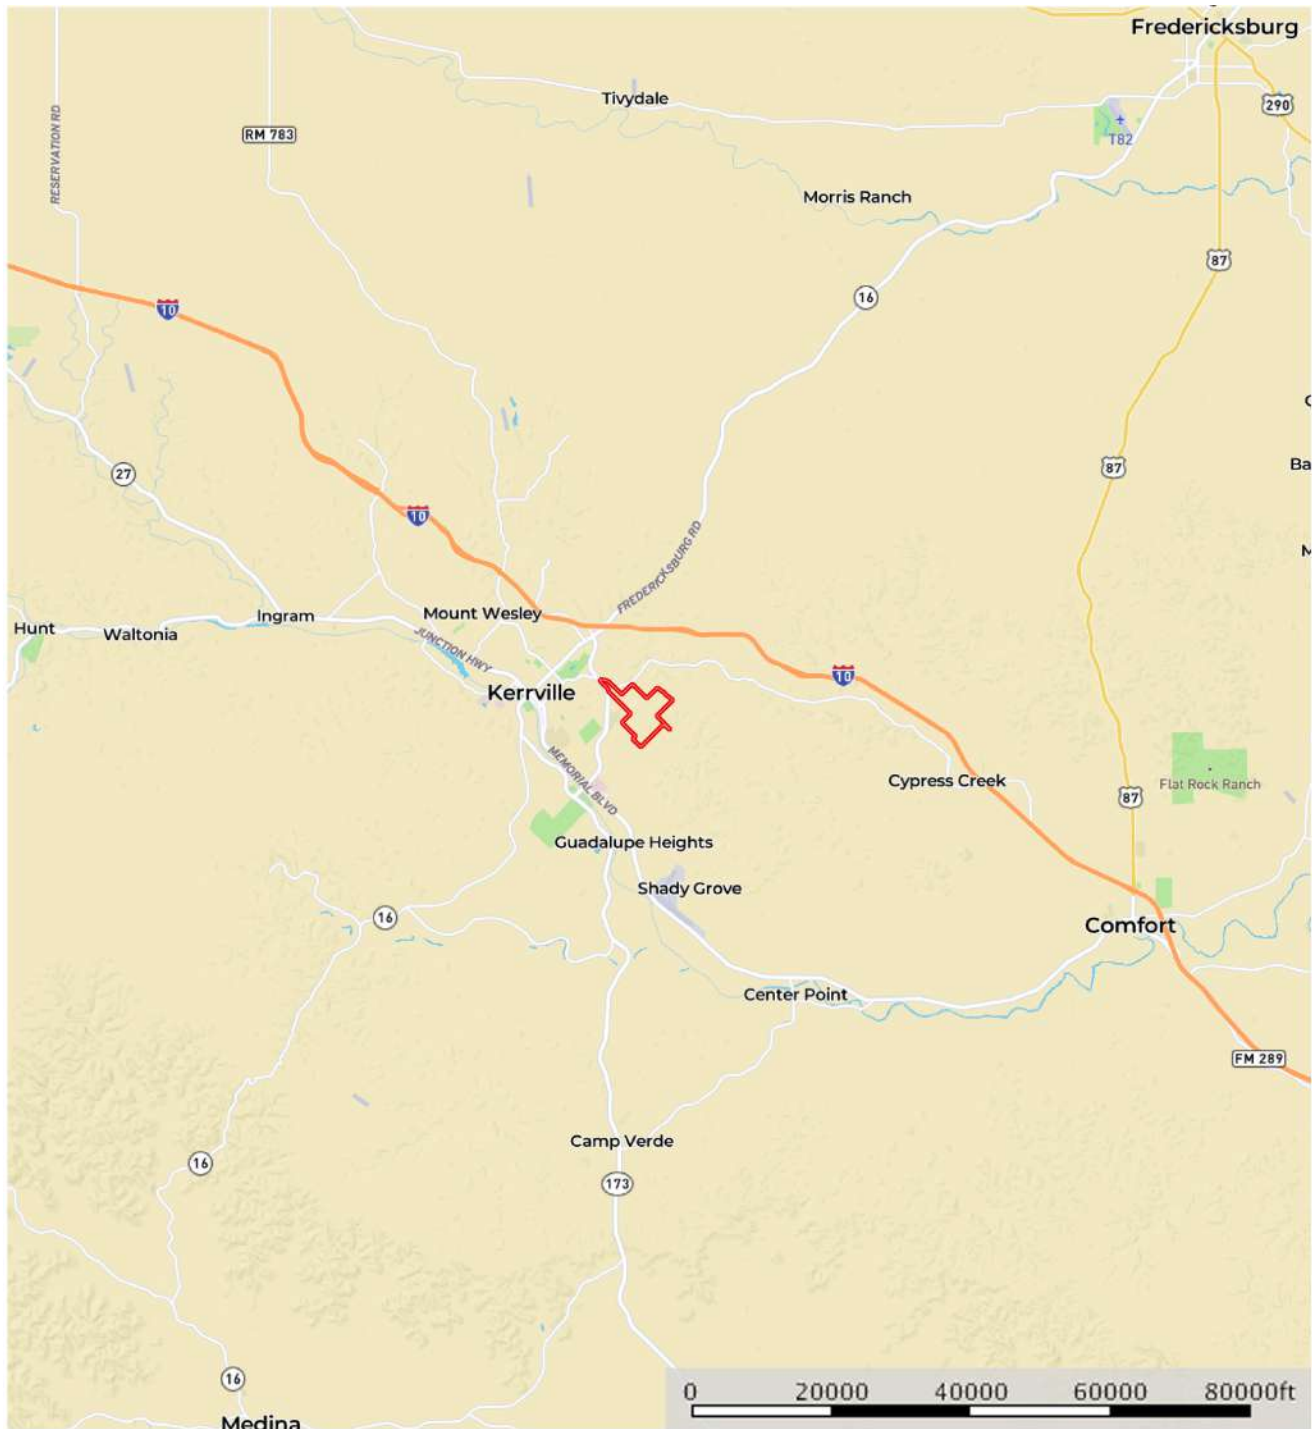 Fredericksburg
Tivydale
290
RESERVATION RD
RM 783
T82
Morris Ranch
87
16
10
87
27
10
FREDERICKSBURG RD
Ingram
Mount Wesley
Hunt
Waltonia
JUNCTION HWY
10
Kerrville
MEMORIAL BLVD
Cypress Creek
Flat Rock Ranch
87
Guadalupe Heights
Shady Grove
16
Comfort
Center Point
FM 289
Camp Verde
16
173
16
Medina
0 20000 40000 60000 80000ft